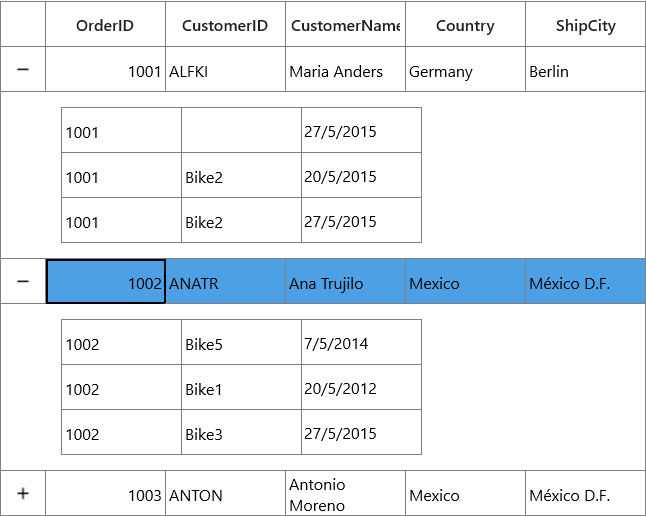 OrderID CustomerID CustomerName Country ShipCity
− 1001 ALFKI Maria Anders Germany Berlin
1001 27/5/2015
1001 Bike2 20/5/2015
1001 Bike2 27/5/2015
− 1002 ANATR Ana Trujilo Mexico México D.F.
1002 Bike5 7/5/2014
1002 Bike1 20/5/2012
1002 Bike3 27/5/2015
+ 1003 ANTON Antonio Moreno Mexico México D.F.